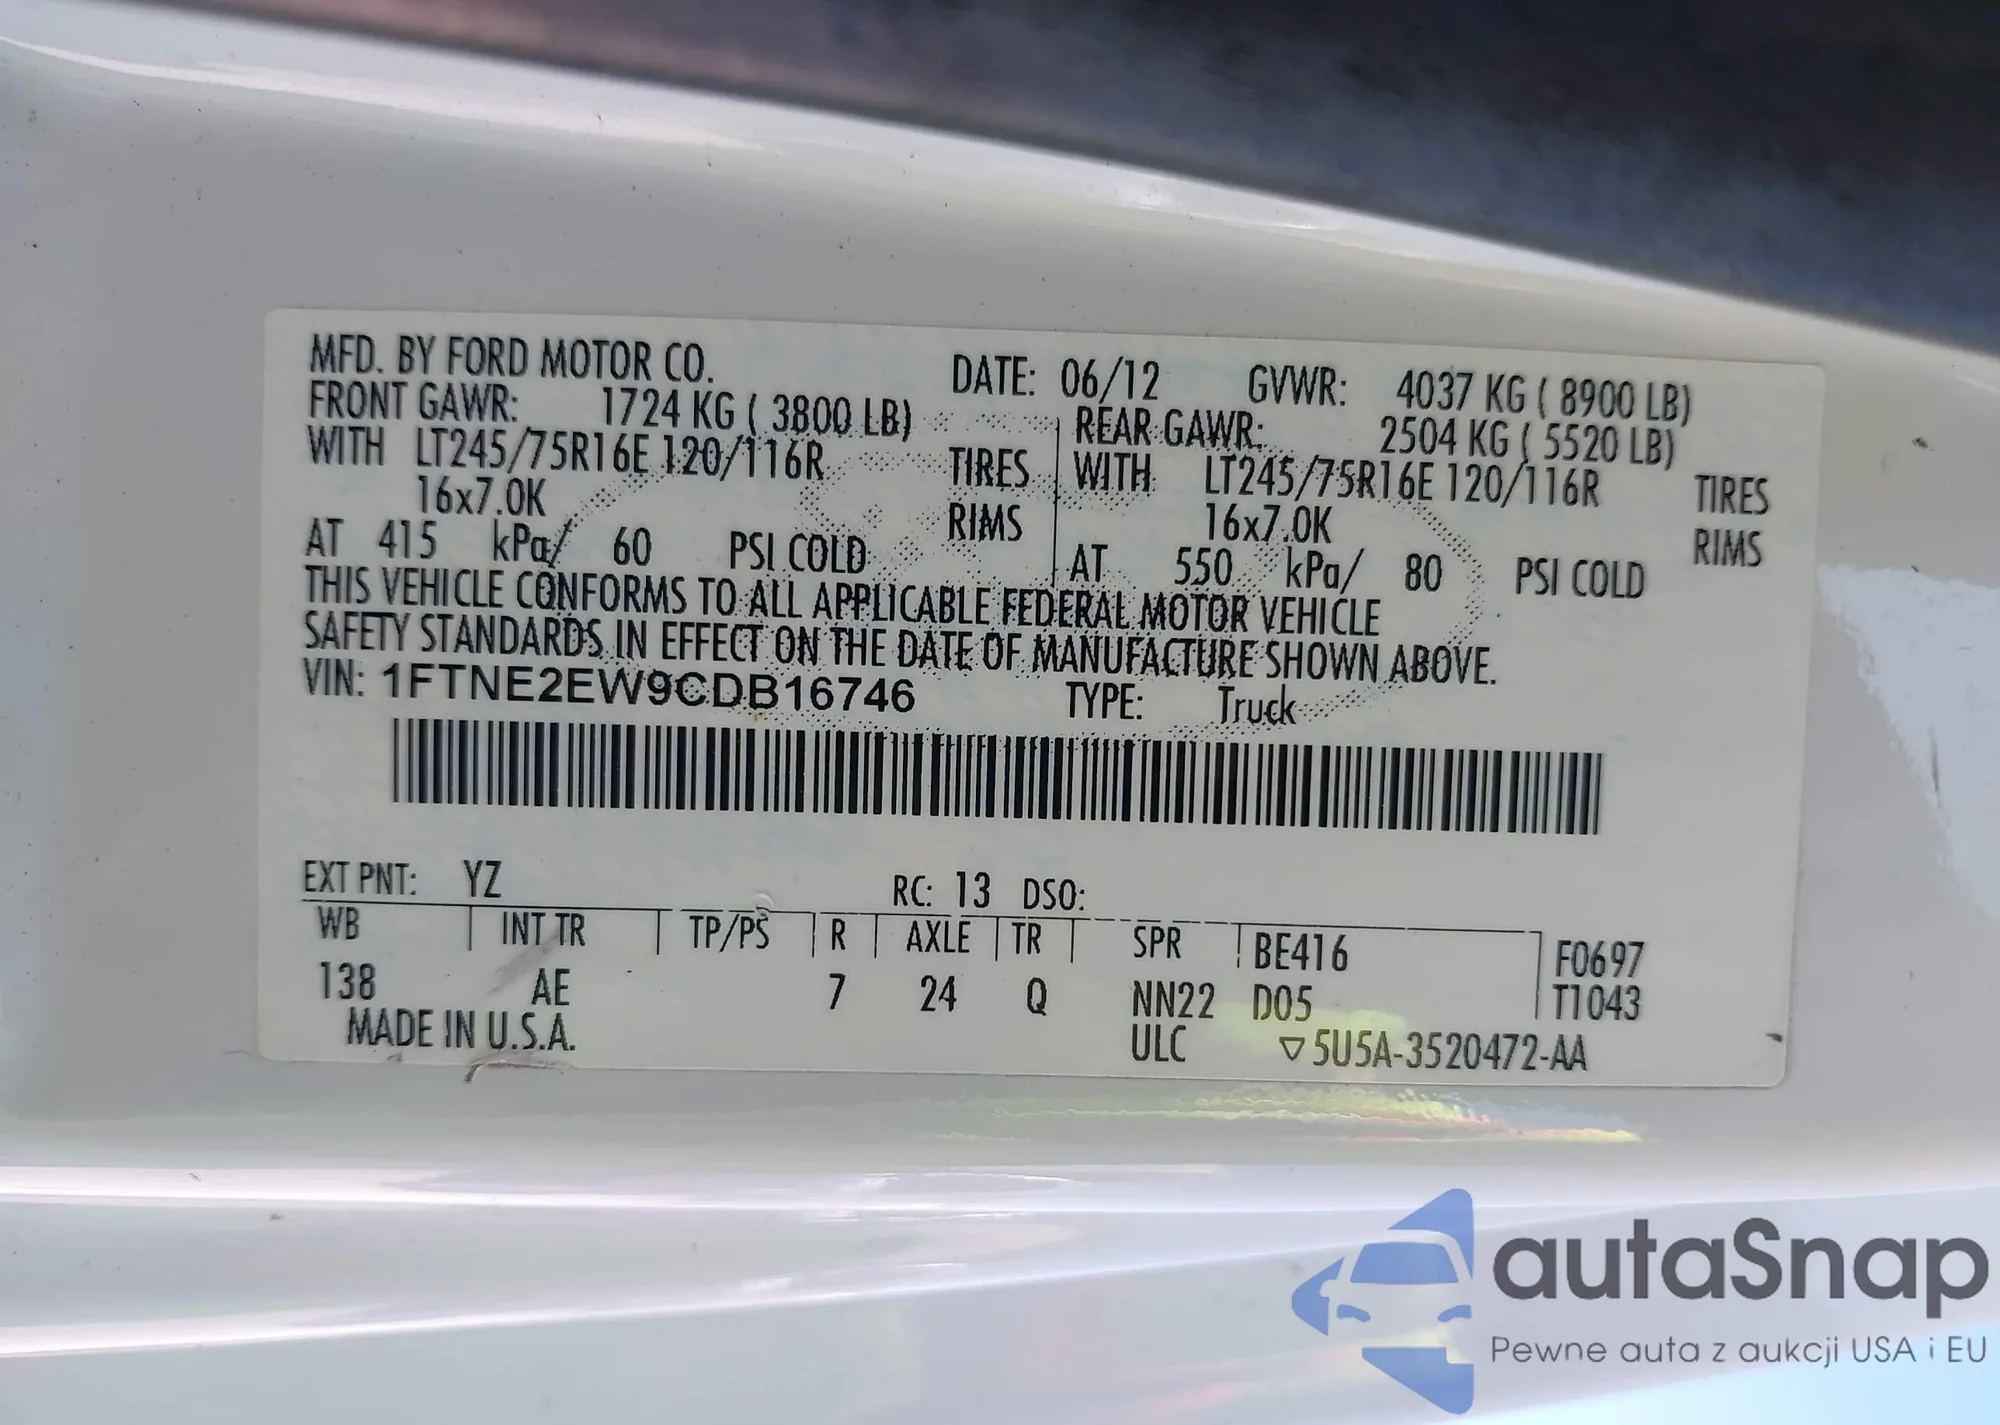 MFD. BY FORD MOTOR CO. DATE: 06/12 GVWR: 4037 KG ( 8900 LB)
FRONT GAWR: 1724 KG ( 3800 LB) REAR GAWR: 2504 KG ( 5520 LB)
WITH LT245/75R16E 120/116R TIRES WITH LT245/75R16E 120/116R TIRES
16x7.0K RIMS 16x7.0K RIMS
AT 415 kPa/ 60 PSI COLD AT 550 kPa/ 80 PSI COLD
THIS VEHICLE CONFORMS TO ALL APPLICABLE FEDERAL MOTOR VEHICLE
SAFETY STANDARDS IN EFFECT ON THE DATE OF MANUFACTURE SHOWN ABOVE.
VIN: 1FTNE2EW9CDB16746 TYPE: Truck
EXT PNT: YZ RC: 13 DSO:
WB INT TR TP/PS R AXLE TR SPR BE416 F0697
138 AE 7 24 Q NN22 D05 T1043
MADE IN U.S.A. ULC ▽5U5A-3520472-AA
autaSnap
Pewne auta z aukcji USA i EU